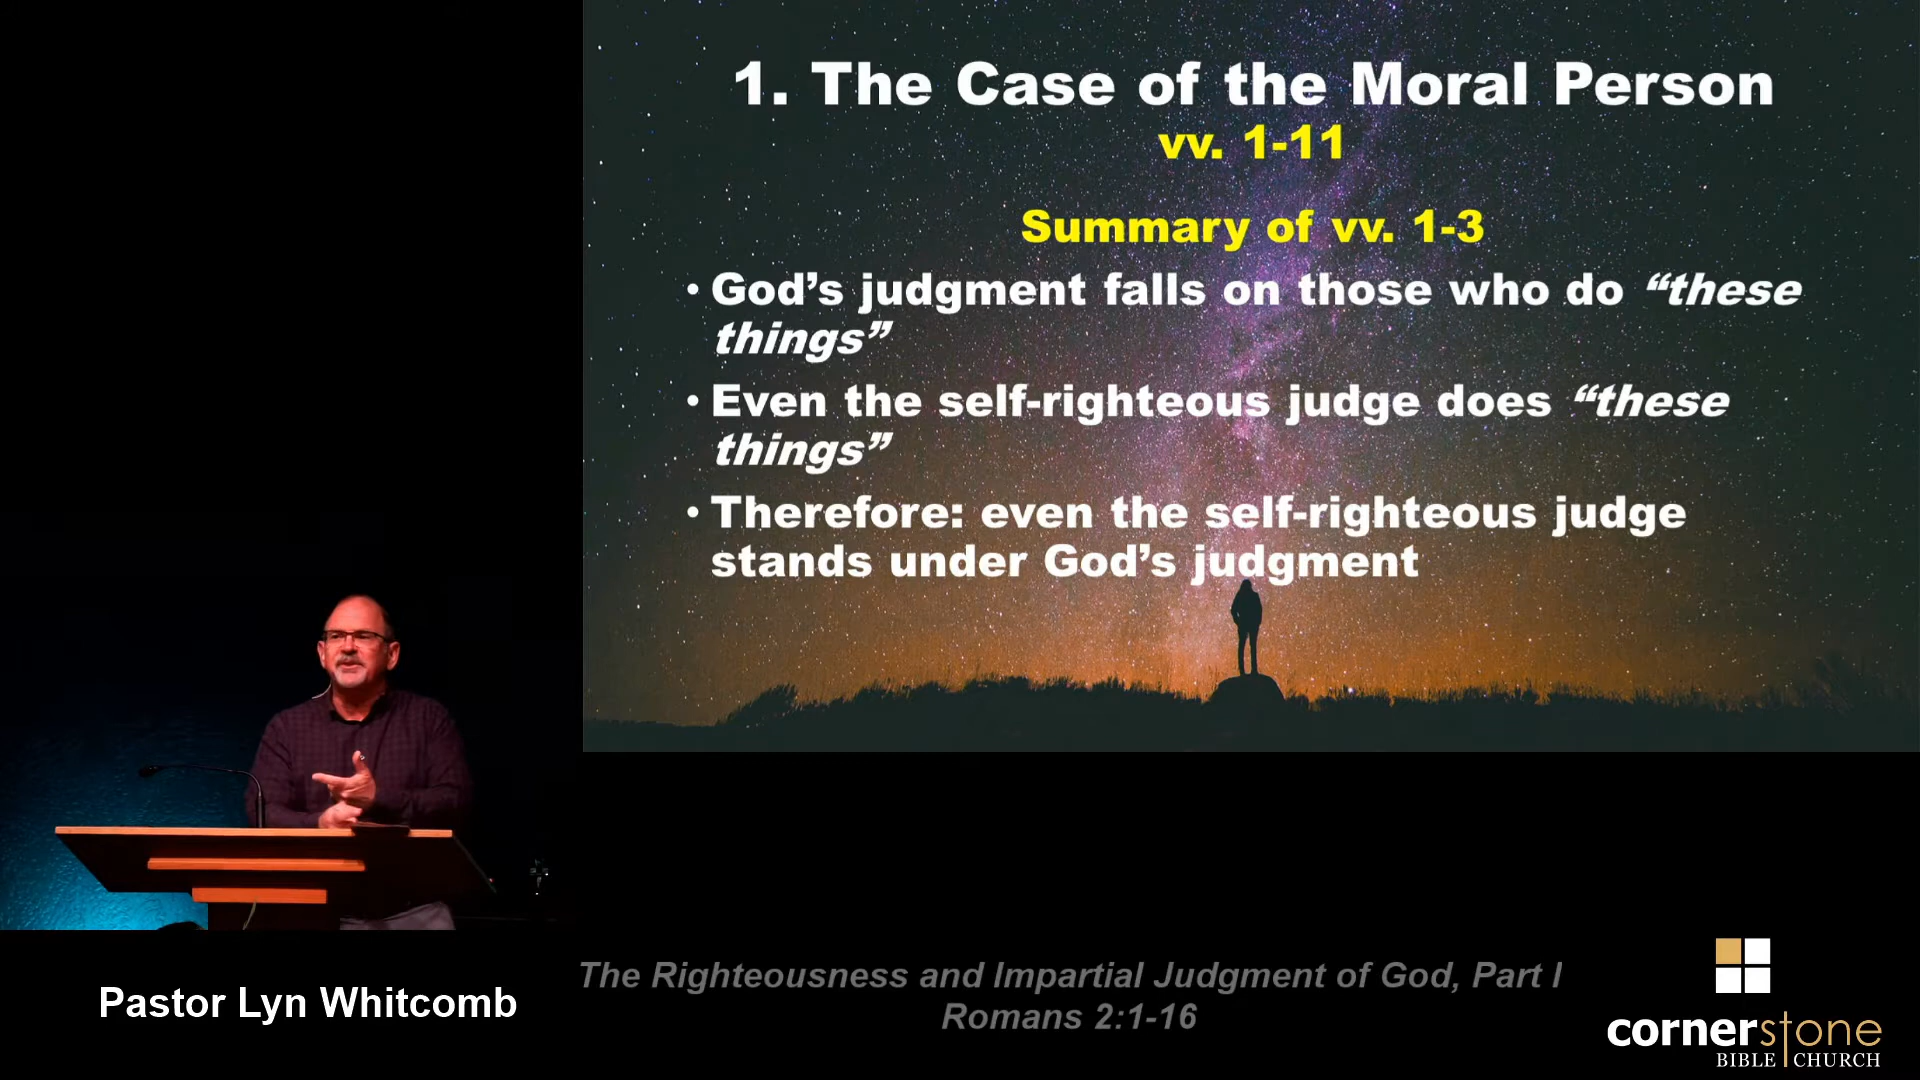 1. The Case of the Moral Person
vv. 1-11
Summary of vv. 1-3
• God’s judgment falls on those who do “these
things”
• Even the self-righteous judge does “these
things”
• Therefore: even the self-righteous judge
stands under God’s judgment
Pastor Lyn Whitcomb
The Righteousness and Impartial Judgment of God, Part I
Romans 2:1-16
cornerstone
BIBLE CHURCH